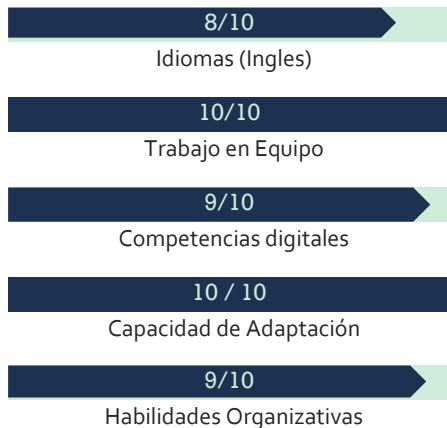 8/10
Idiomas (Ingles)
10/10
Trabajo en Equipo
9/10
Competencias digitales
10 / 10
Capacidad de Adaptación
9/10
Habilidades Organizativas